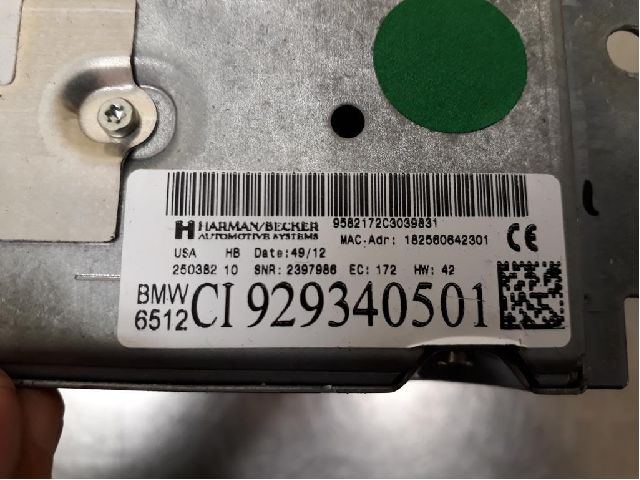 HARMAN/BECKER
AUTOMOTIVE SYSTEMS
9582172C3039831
MAC-Adr: 182560642301
USA HB Date:49/12
250382 10 SNR: 2397986 EC: 172 HW: 42
BMW
6512 CI 929340501
CE